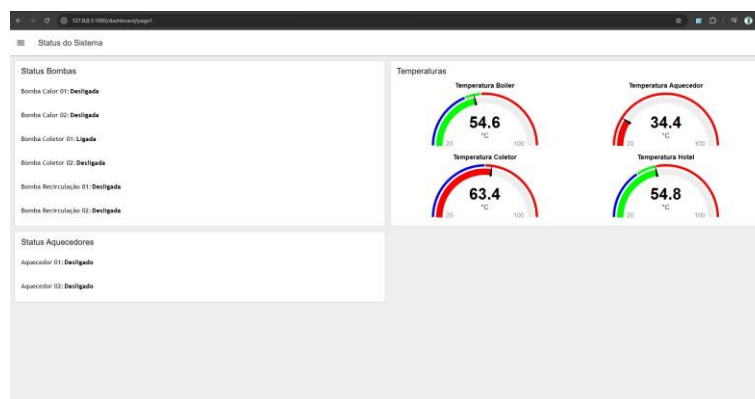 127.0.0.1:1880/dashboard/page1
Status do Sistema
Status Bombas
Bomba Calor 01: Desligada
Bomba Calor 02: Desligada
Bomba Coletor 01: Ligada
Bomba Coletor 02: Desligada
Bomba Recirculação 01: Desligada
Bomba Recirculação 02: Desligada
Status Aquecedores
Aquecedor 01: Desligado
Aquecedor 02: Desligado
Temperaturas
Temperatura Boiler
54.6
°C
20 100
Temperatura Aquecedor
34.4
°C
20 100
Temperatura Coletor
63.4
°C
20 100
Temperatura Hotel
54.8
°C
20 100